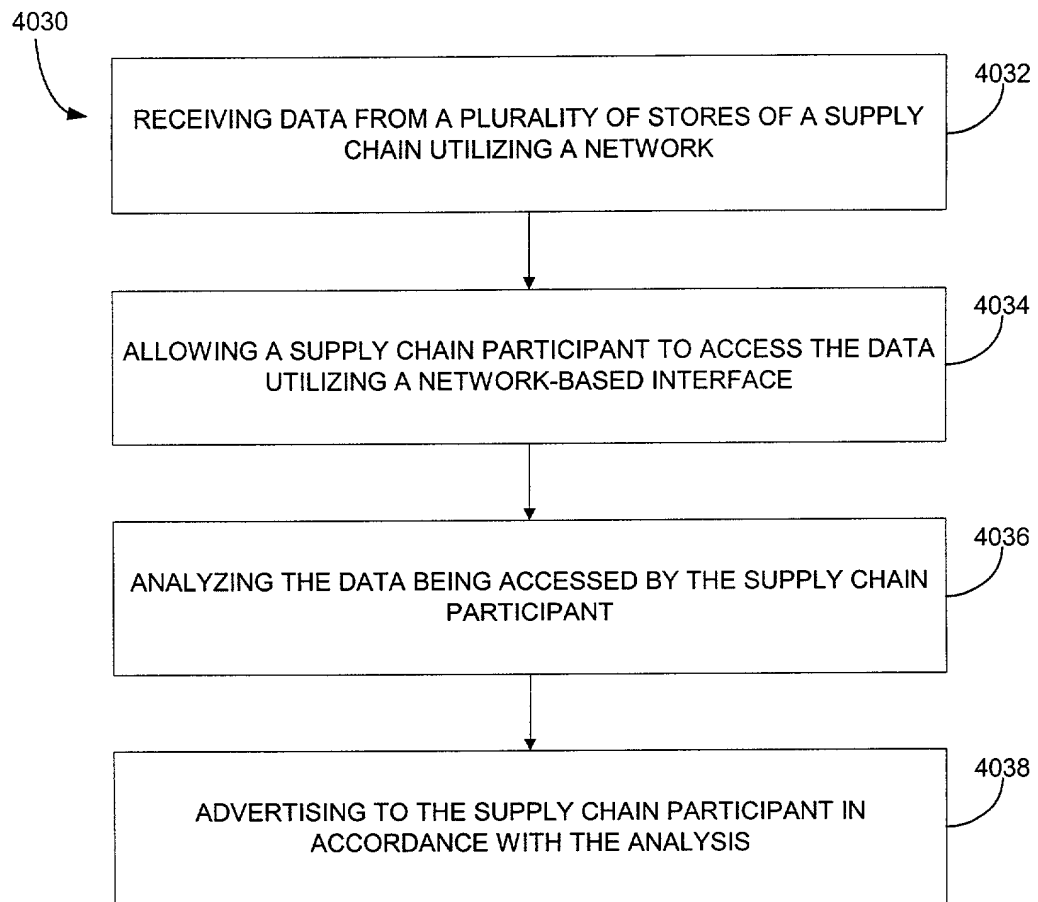 4030
4032
RECEIVING DATA FROM A PLURALITY OF STORES OF A SUPPLY
CHAIN UTILIZING A NETWORK
4034
ALLOWING A SUPPLY CHAIN PARTICIPANT TO ACCESS THE DATA
UTILIZING A NETWORK-BASED INTERFACE
4036
ANALYZING THE DATA BEING ACCESSED BY THE SUPPLY CHAIN
PARTICIPANT
4038
ADVERTISING TO THE SUPPLY CHAIN PARTICIPANT IN
ACCORDANCE WITH THE ANALYSIS